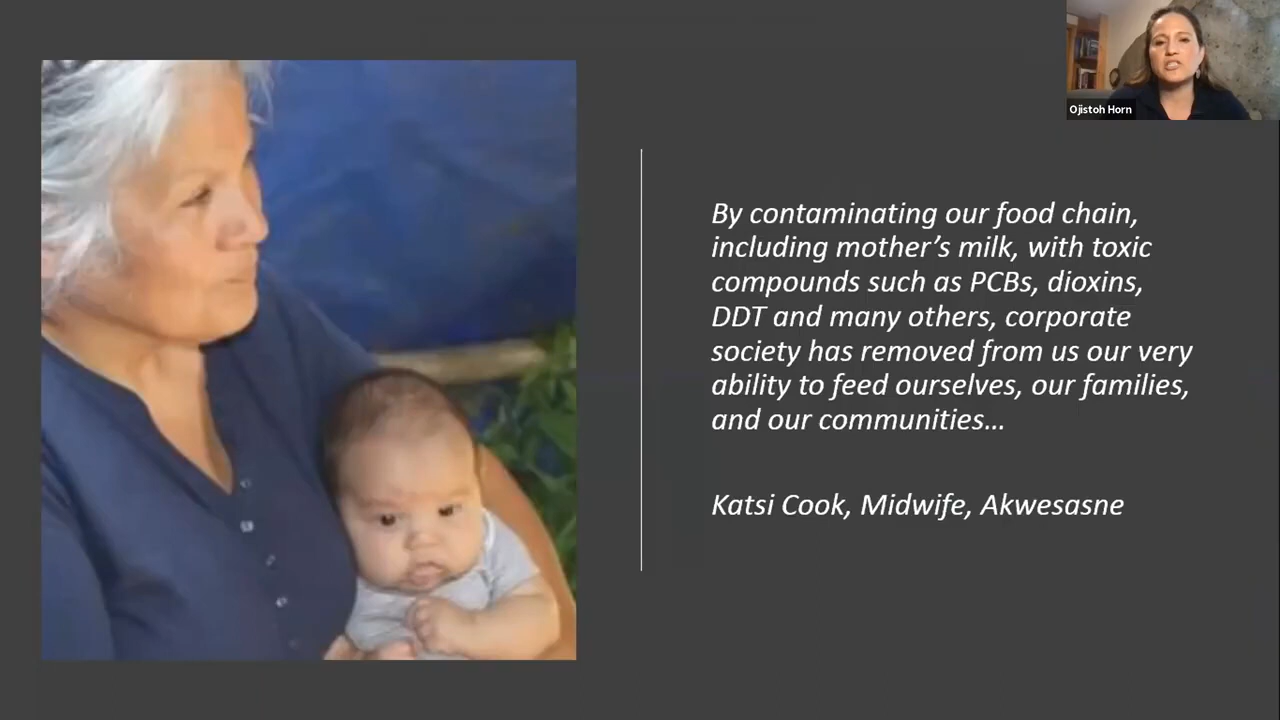 Ojistoh Horn
By contaminating our food chain,
including mother’s milk, with toxic
compounds such as PCBs, dioxins,
DDT and many others, corporate
society has removed from us our very
ability to feed ourselves, our families,
and our communities…
Katsi Cook, Midwife, Akwesasne